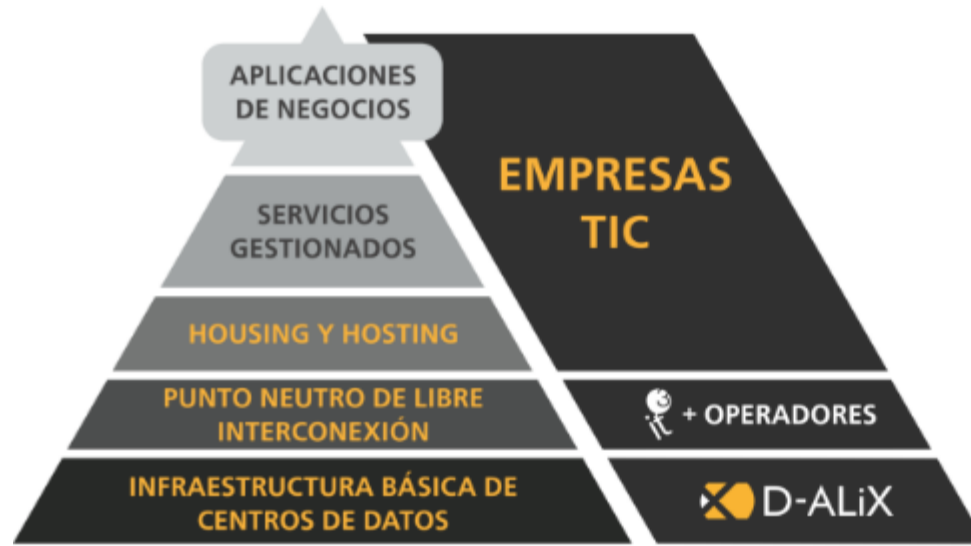 APLICACIONES
DE NEGOCIOS
SERVICIOS
GESTIONADOS
HOUSING Y HOSTING
PUNTO NEUTRO DE LIBRE
INTERCONEXIÓN
INFRAESTRUCTURA BÁSICA DE
CENTROS DE DATOS
EMPRESAS
TIC
+ OPERADORES
D-ALiX